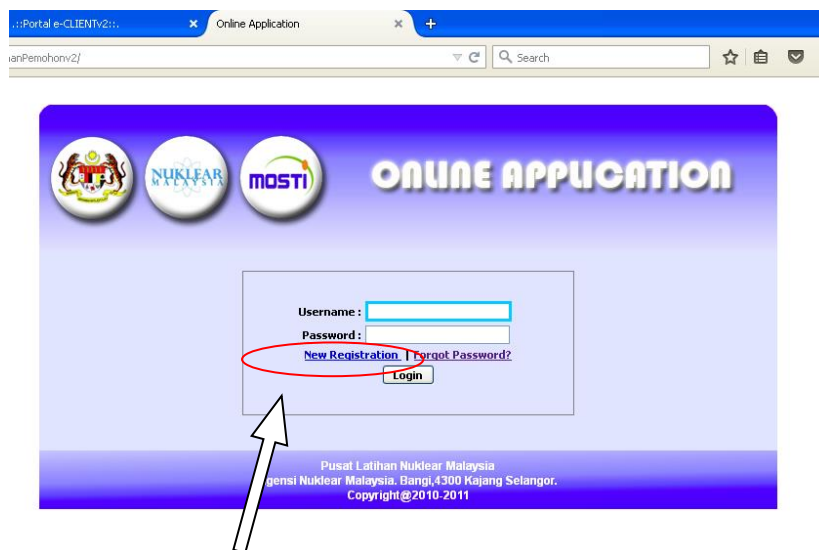 .::Portal e-CLIENTv2::.
Online Application
anPemohonv2/
Search
NUKLEAR
MALAYSIA
MOSTI
ONLINE APPLICATION
Username :
Password :
New Registration | Forgot Password?
Login
Pusat Latihan Nuklear Malaysia
gensi Nuklear Malaysia. Bangi,4300 Kajang Selangor.
Copyright@2010-2011